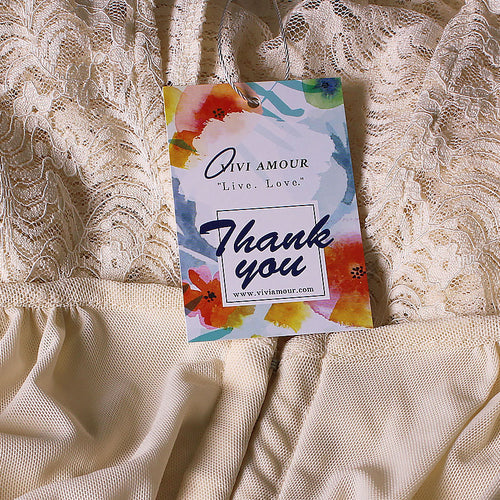 VIVI AMOUR
"Live. Love."
Thank
you
www.viviamour.com